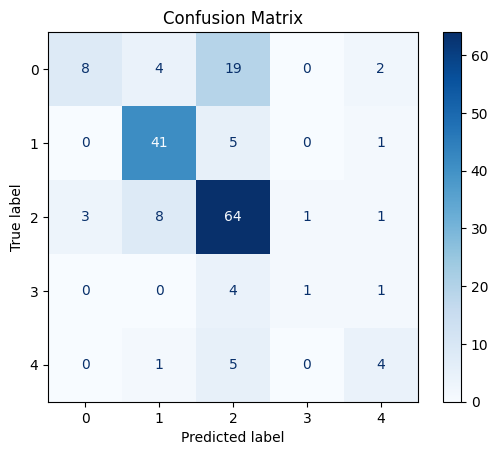 Confusion Matrix
0 8 4 19 0 2
1 0 41 5 0 1
2 3 8 64 1 1
3 0 0 4 1 1
4 0 1 5 0 4
0 1 2 3 4
Predicted label
True label
60
50
40
30
20
10
0